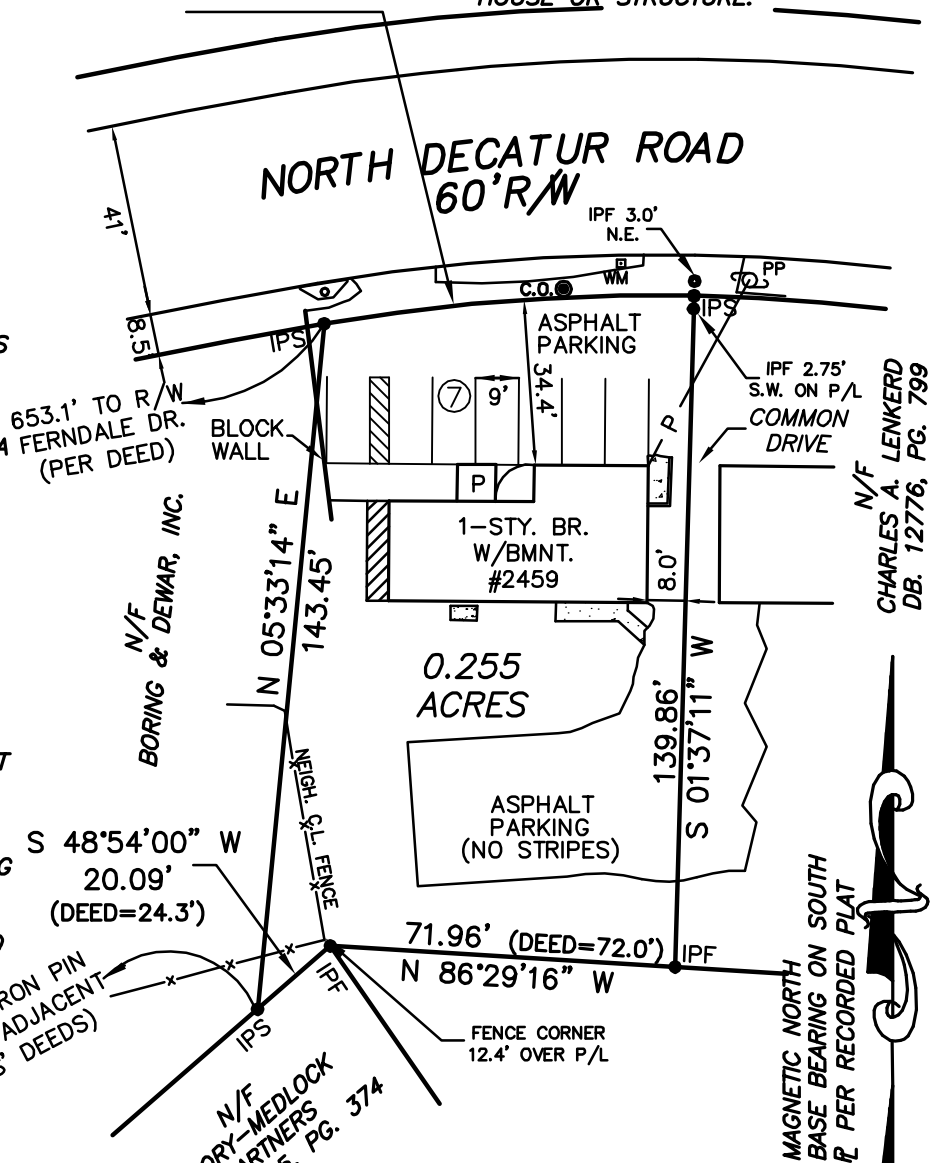 HOUSE OR STRUCTURE.
NORTH DECATUR ROAD
60'R/W
41'
8.5'
IPF 3.0'
N.E.
WM
C.O.
PP
IPS
IPS
ASPHALT
PARKING
34.4'
7
9'
IPF 2.75'
S.W. ON P/L
COMMON
DRIVE
653.1' TO R/W
FERNDALE DR.
(PER DEED)
BLOCK
WALL
P
P
N/F
CHARLES A. LENKERD
DB. 12776, PG. 799
1-STY. BR.
W/BMNT.
#2459
8.0'
N 05°33'14" E
143.45'
N/F
BORING & DEWAR, INC.
0.255
ACRES
139.86'
S 01°37'11" W
NEIGH. C.L. FENCE
ASPHALT
PARKING
(NO STRIPES)
S 48°54'00" W
20.09'
(DEED=24.3')
71.96' (DEED=72.0')
N 86°29'16" W
IPF
IPF
IPS
IRON PIN
ADJACENT
DEEDS)
FENCE CORNER
12.4' OVER P/L
N/F
ORY-MEDLOCK
ARTNERS
PG. 374
MAGNETIC NORTH
BASE BEARING ON SOUTH
PL PER RECORDED PLAT